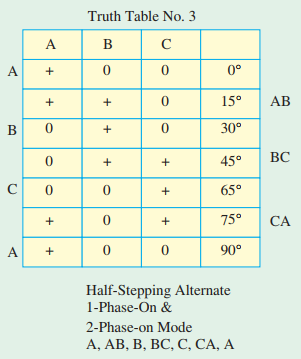 Truth Table No. 3
A B C
A + 0 0 0°
+ + 0 15° AB
B 0 + 0 30°
0 + + 45° BC
C 0 0 + 65°
+ 0 + 75° CA
A + 0 0 90°
Half-Stepping Alternate
1-Phase-On &
2-Phase-on Mode
A, AB, B, BC, C, CA, A